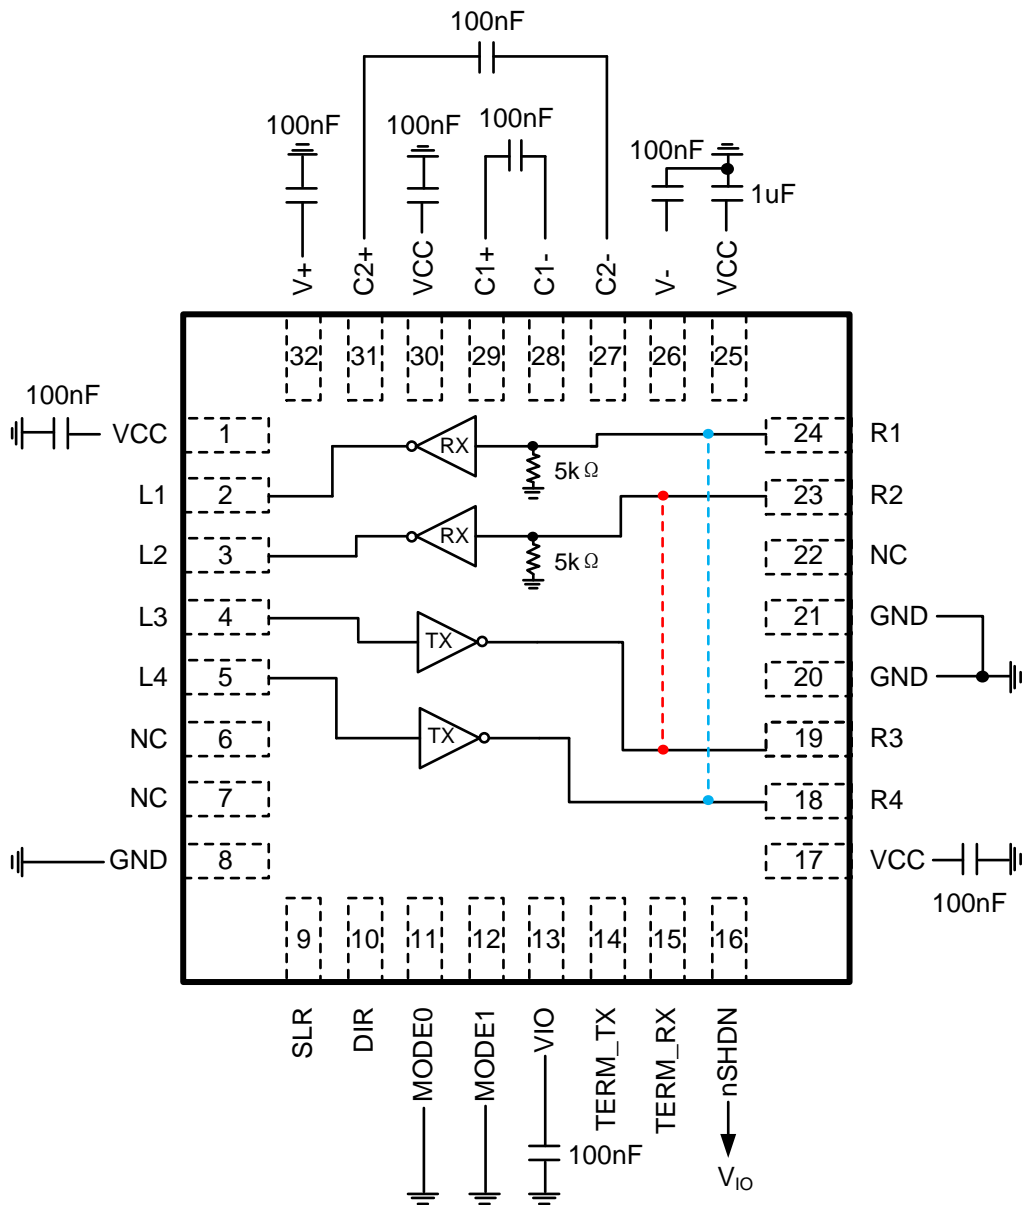 100nF
100nF
100nF
100nF
100nF
1uF
V+
C2+
VCC
C1+
C1-
C2-
V-
VCC
32
31
30
29
28
27
26
25
100nF
VCC
1
RX
5kΩ
24
R1
L1
2
23
R2
L2
3
RX
5kΩ
22
NC
L3
4
TX
21
GND
L4
5
20
GND
NC
6
TX
19
R3
NC
7
18
R4
GND
8
17
VCC
100nF
9
10
11
12
13
14
15
16
SLR
DIR
MODE0
MODE1
VIO
TERM_TX
TERM_RX
nSHDN
100nF
VIO